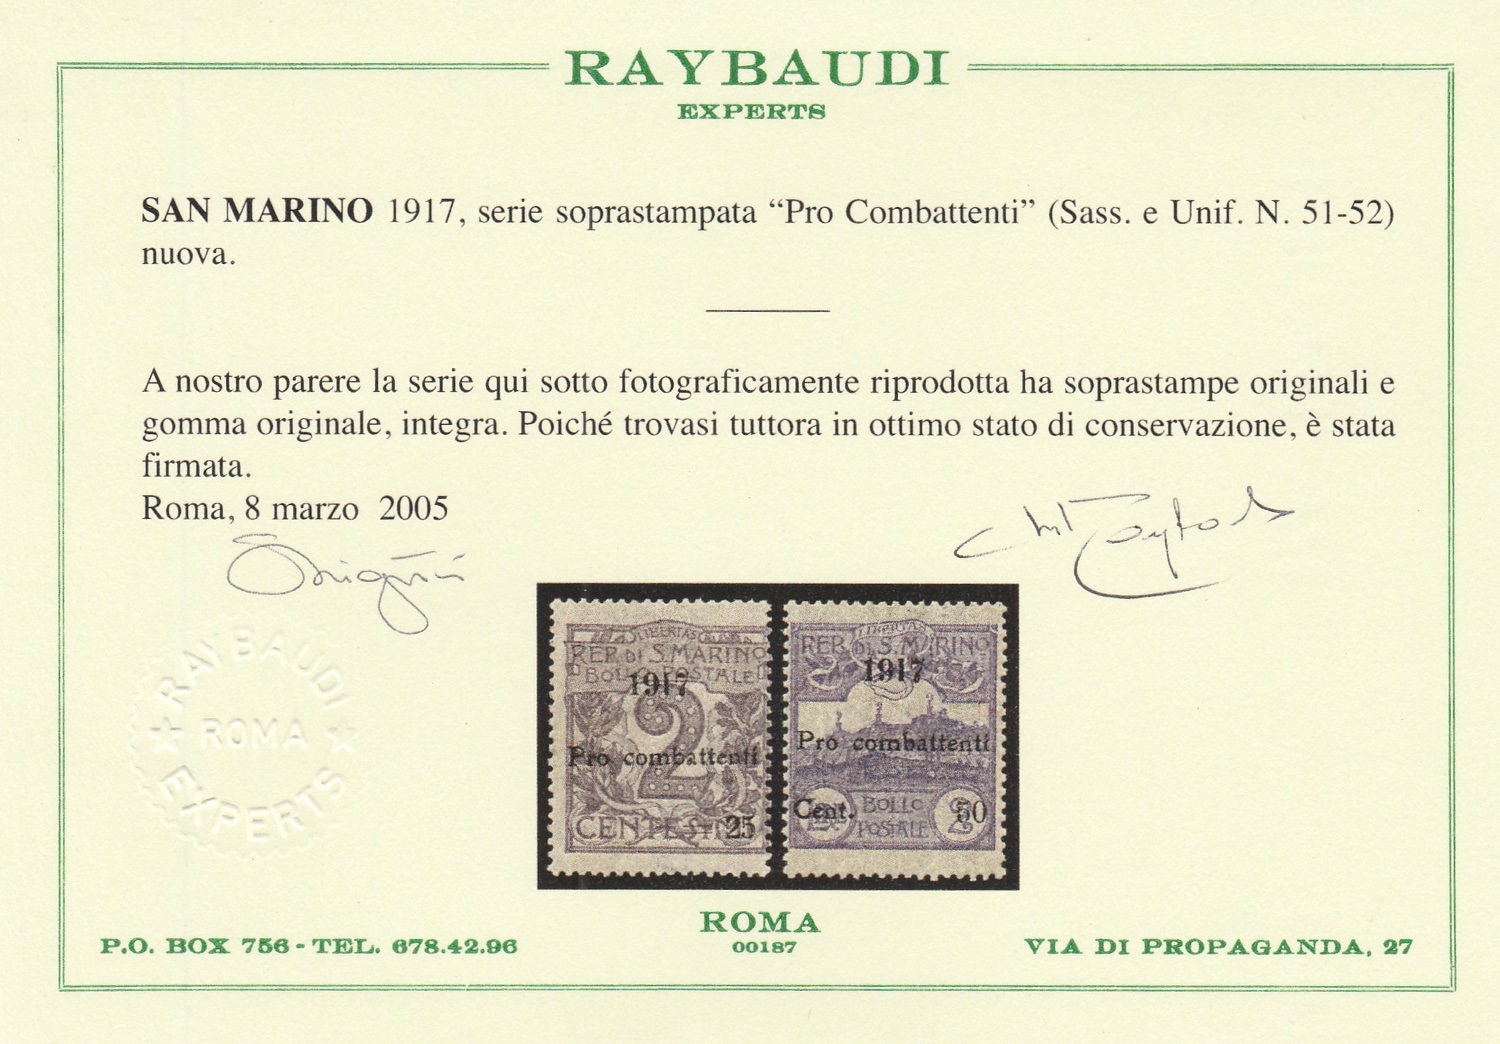 RAYBAUDI
EXPERTS
SAN MARINO 1917, serie soprastampata “Pro Combattenti” (Sass. e Unif. N. 51-52)
nuova.
A nostro parere la serie qui sotto fotograficamente riprodotta ha soprastampe originali e
gomma originale, integra. Poiché trovasi tuttora in ottimo stato di conservazione, è stata
firmata.
Roma, 8 marzo 2005
RAYBAUDI
ROMA
EXPERTS
LIBERTAS
REP. DI S. MARINO
BOLLO POSTALE
1917
2
Pro combattenti
25
LIBERTAS
REP. DI S. MARINO
1917
Pro combattenti
Cent. 50
BOLLO
POSTALE
2
ROMA
00187
P.O. BOX 756 - TEL. 678.42.96
VIA DI PROPAGANDA, 27